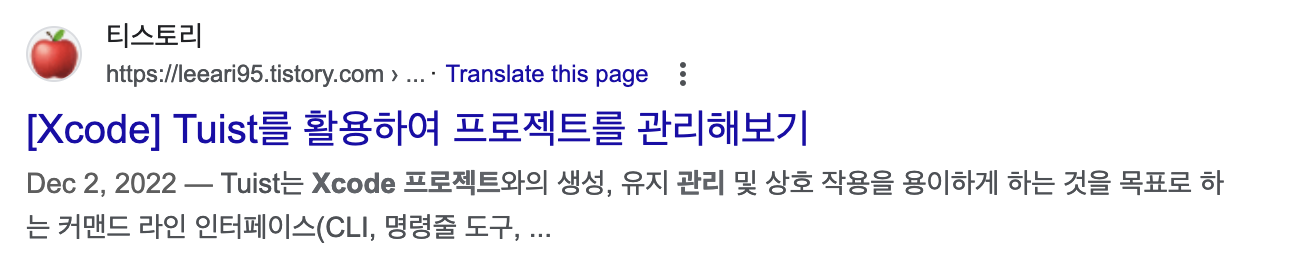 티스토리
https://leeari95.tistory.com › ... · Translate this page
[Xcode] Tuist를 활용하여 프로젝트를 관리해보기
Dec 2, 2022 — Tuist는 Xcode 프로젝트와의 생성, 유지 관리 및 상호 작용을 용이하게 하는 것을 목표로 하
는 커맨드 라인 인터페이스(CLI, 명령줄 도구, ...